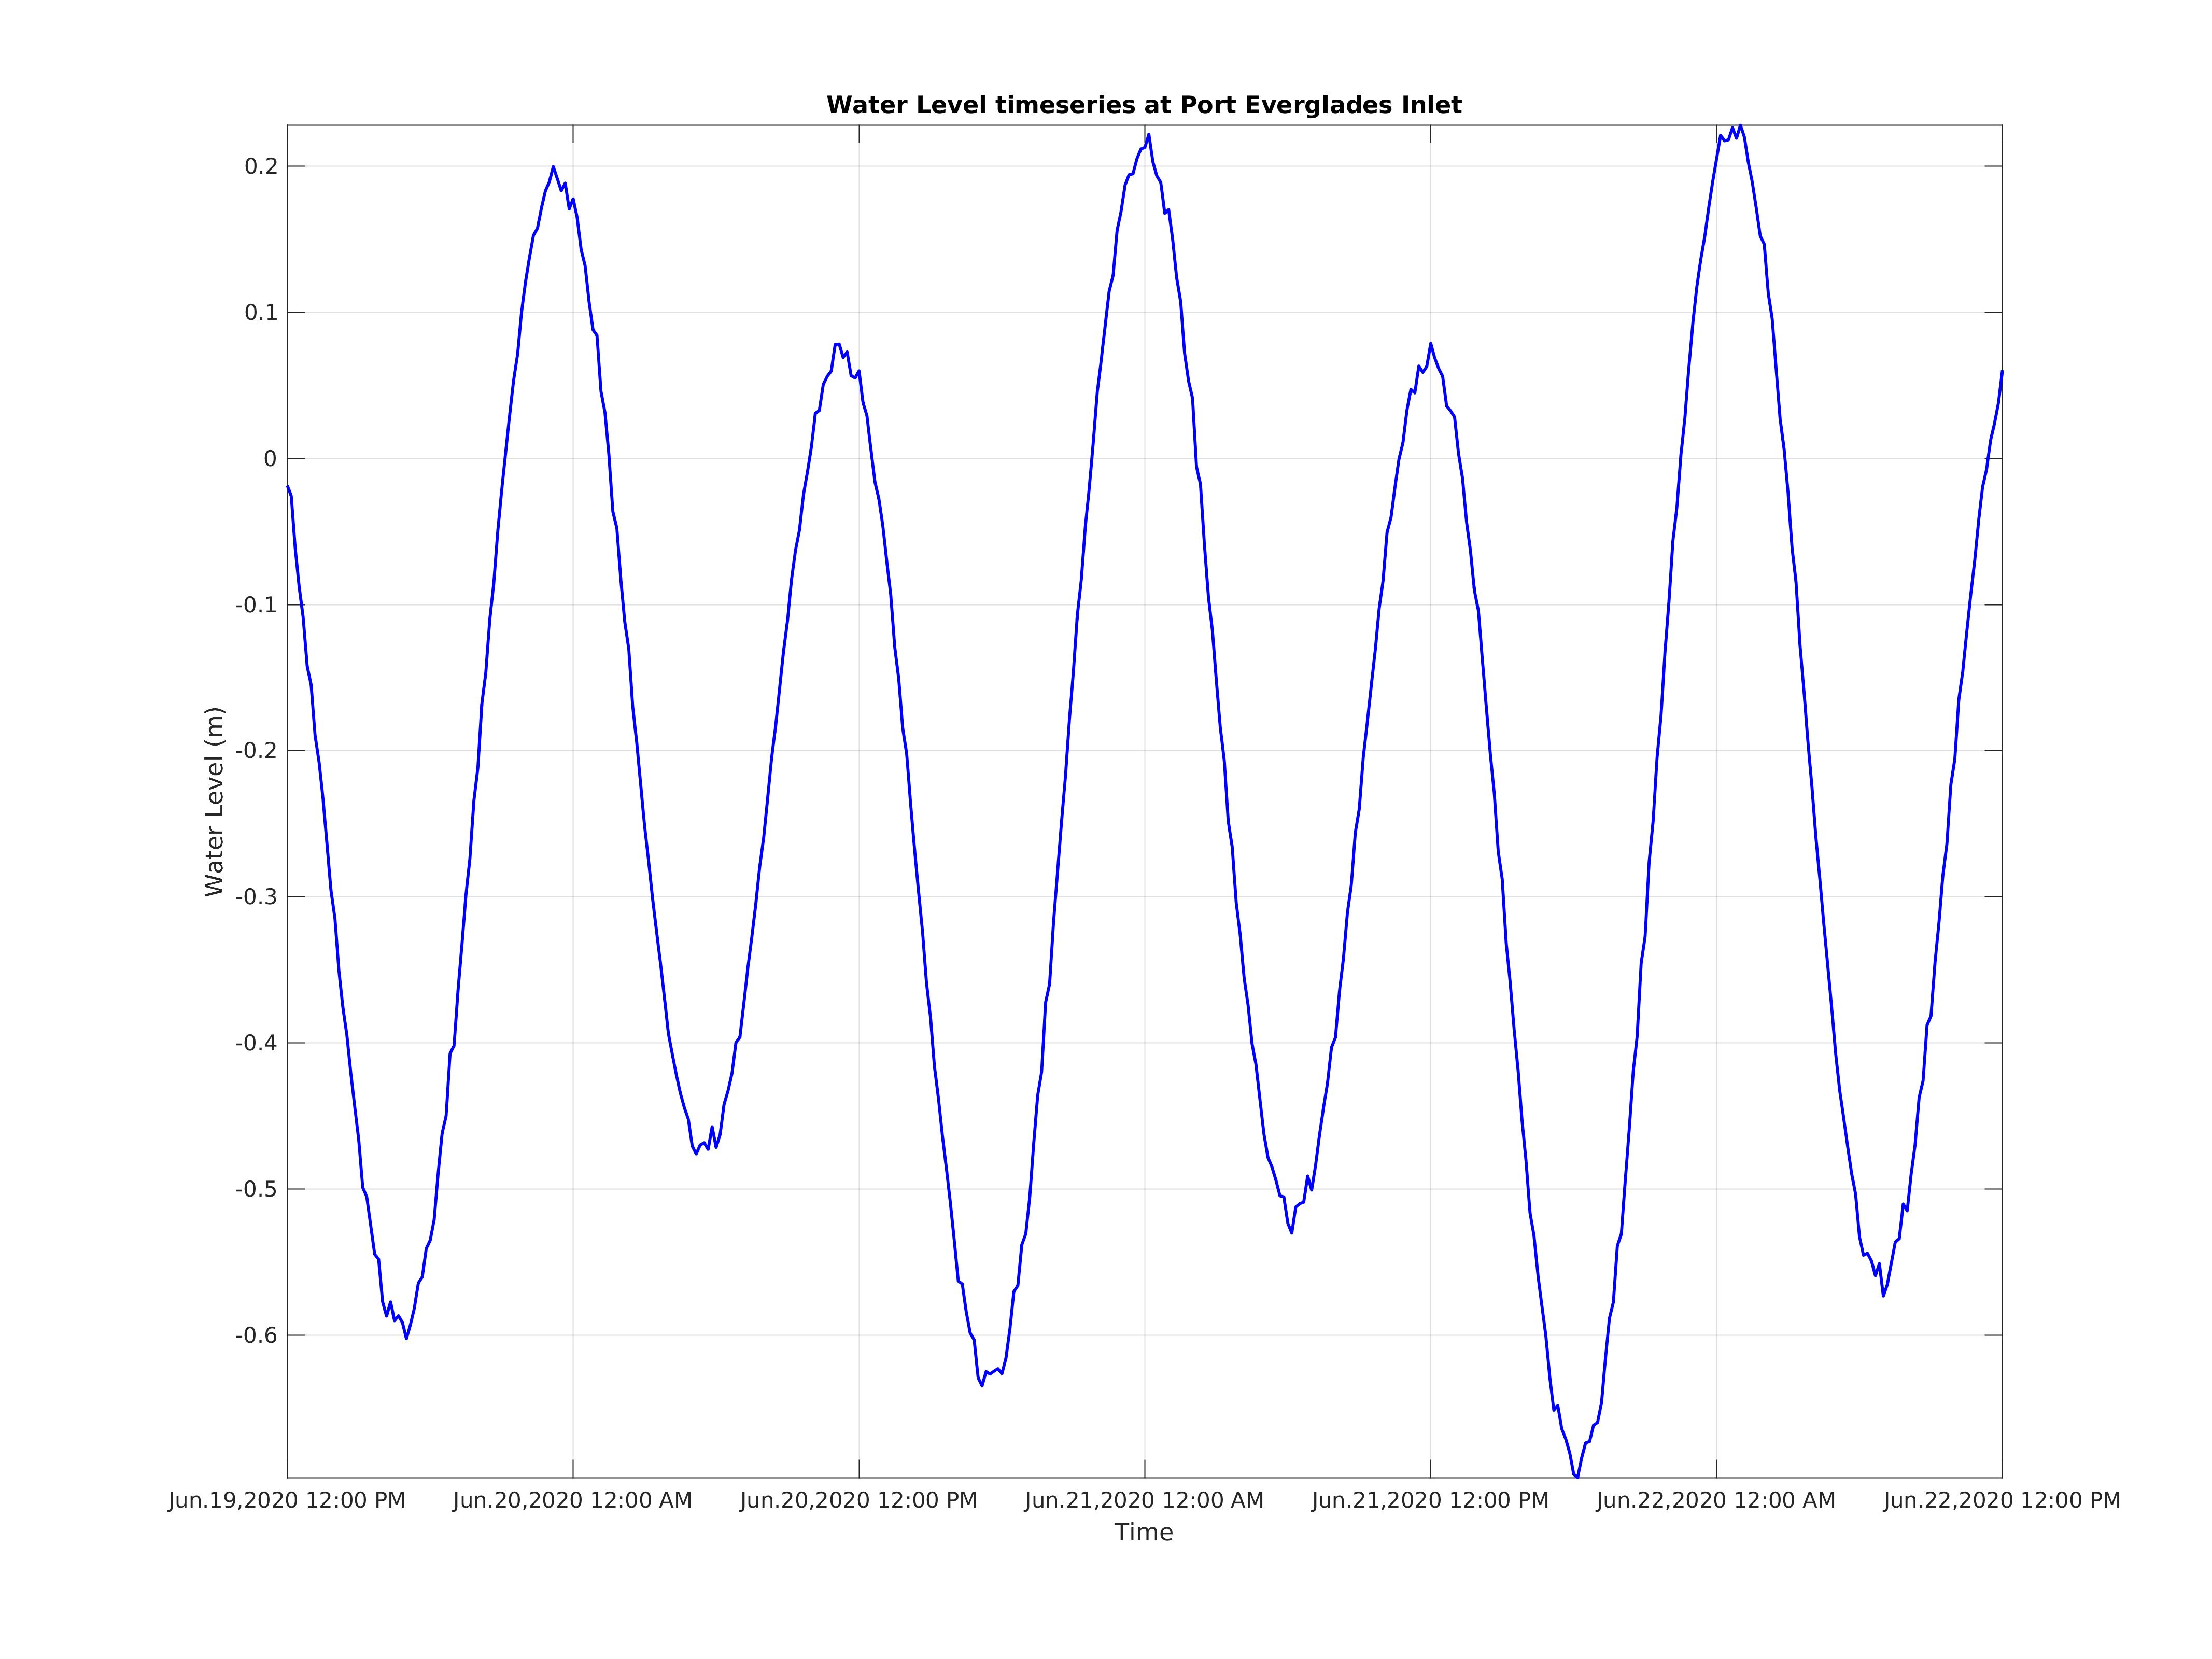 Water Level timeseries at Port Everglades Inlet
0.2
0.1
0
-0.1
-0.2
-0.3
-0.4
-0.5
-0.6
Water Level (m)
Jun.19,2020 12:00 PM Jun.20,2020 12:00 AM Jun.20,2020 12:00 PM Jun.21,2020 12:00 AM Jun.21,2020 12:00 PM Jun.22,2020 12:00 AM Jun.22,2020 12:00 PM
Time